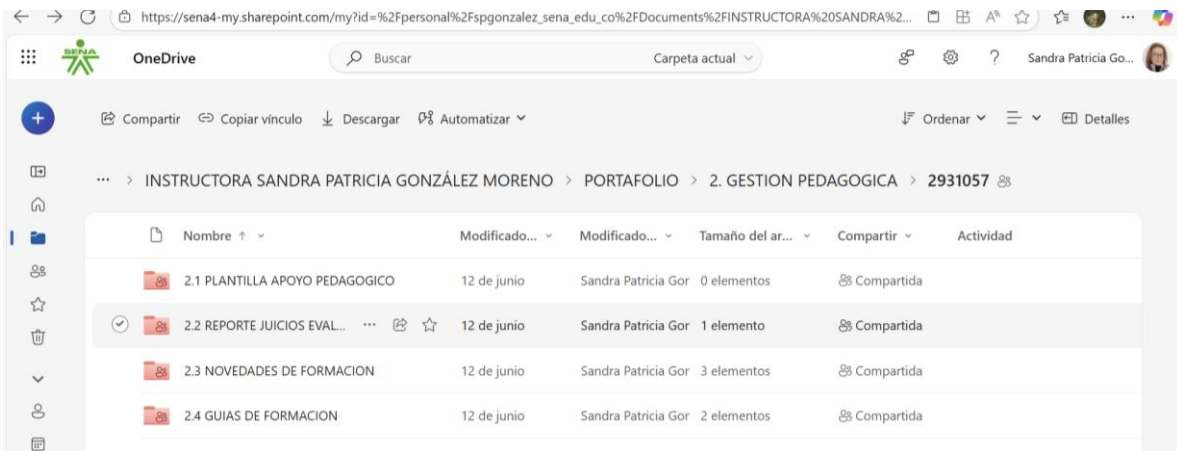 https://sena4-my.sharepoint.com/my?id=%2Fpersonal%2Fspgonzalez_sena_edu_co%2FDocuments%2FINSTRUCTORA%20SANDRA%2...
SENA OneDrive Buscar Carpeta actual ? Sandra Patricia Go...
+ Compartir Copiar vínculo Descargar Automatizar Ordenar Detalles
... > INSTRUCTORA SANDRA PATRICIA GONZÁLEZ MORENO > PORTAFOLIO > 2. GESTION PEDAGOGICA > 2931057
Nombre ↑ Modificado... Modificado... Tamaño del ar... Compartir Actividad
2.1 PLANTILLA APOYO PEDAGOGICO 12 de junio Sandra Patricia Gor 0 elementos Compartida
2.2 REPORTE JUICIOS EVAL... ... 12 de junio Sandra Patricia Gor 1 elemento Compartida
2.3 NOVEDADES DE FORMACION 12 de junio Sandra Patricia Gor 3 elementos Compartida
2.4 GUIAS DE FORMACION 12 de junio Sandra Patricia Gor 2 elementos Compartida